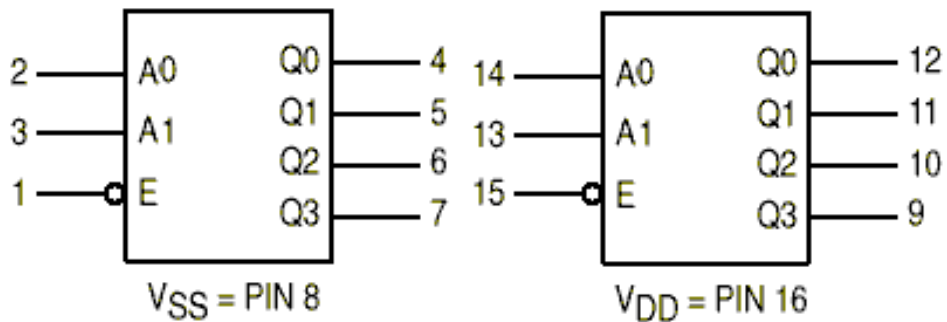 2 A0 Q0 4
3 A1 Q1 5
Q2 6
1 E
Q3 7
VSS = PIN 8
14 A0 Q0 12
13 A1 Q1 11
Q2 10
15 E
Q3 9
VDD = PIN 16